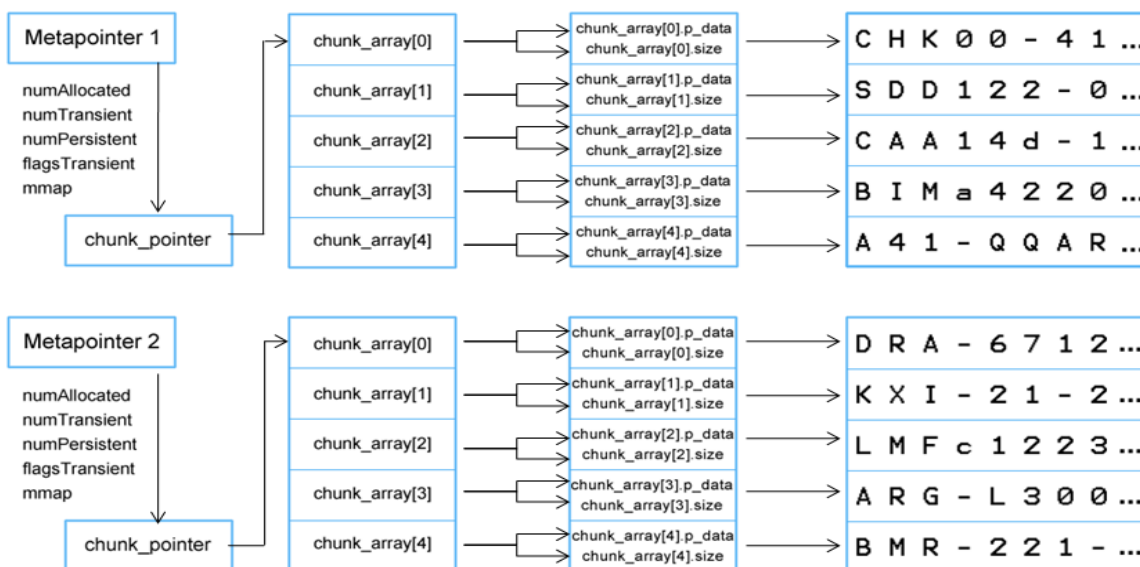 Metapointer 1
numAllocated
numTransient
numPersistent
flagsTransient
mmap
chunk_pointer
chunk_array[0]
chunk_array[1]
chunk_array[2]
chunk_array[3]
chunk_array[4]
chunk_array[0].p_data
chunk_array[0].size
chunk_array[1].p_data
chunk_array[1].size
chunk_array[2].p_data
chunk_array[2].size
chunk_array[3].p_data
chunk_array[3].size
chunk_array[4].p_data
chunk_array[4].size
C H K 0 0 - 4 1 ...
S D D 1 2 2 - 0 ...
C A A 1 4 d - 1 ...
B I M a 4 2 2 0 ...
A 4 1 - Q Q A R ...
Metapointer 2
numAllocated
numTransient
numPersistent
flagsTransient
mmap
chunk_pointer
chunk_array[0]
chunk_array[1]
chunk_array[2]
chunk_array[3]
chunk_array[4]
chunk_array[0].p_data
chunk_array[0].size
chunk_array[1].p_data
chunk_array[1].size
chunk_array[2].p_data
chunk_array[2].size
chunk_array[3].p_data
chunk_array[3].size
chunk_array[4].p_data
chunk_array[4].size
D R A - 6 7 1 2 ...
K X I - 2 1 - 2 ...
L M F c 1 2 2 3 ...
A R G - L 3 0 0 ...
B M R - 2 2 1 - ...